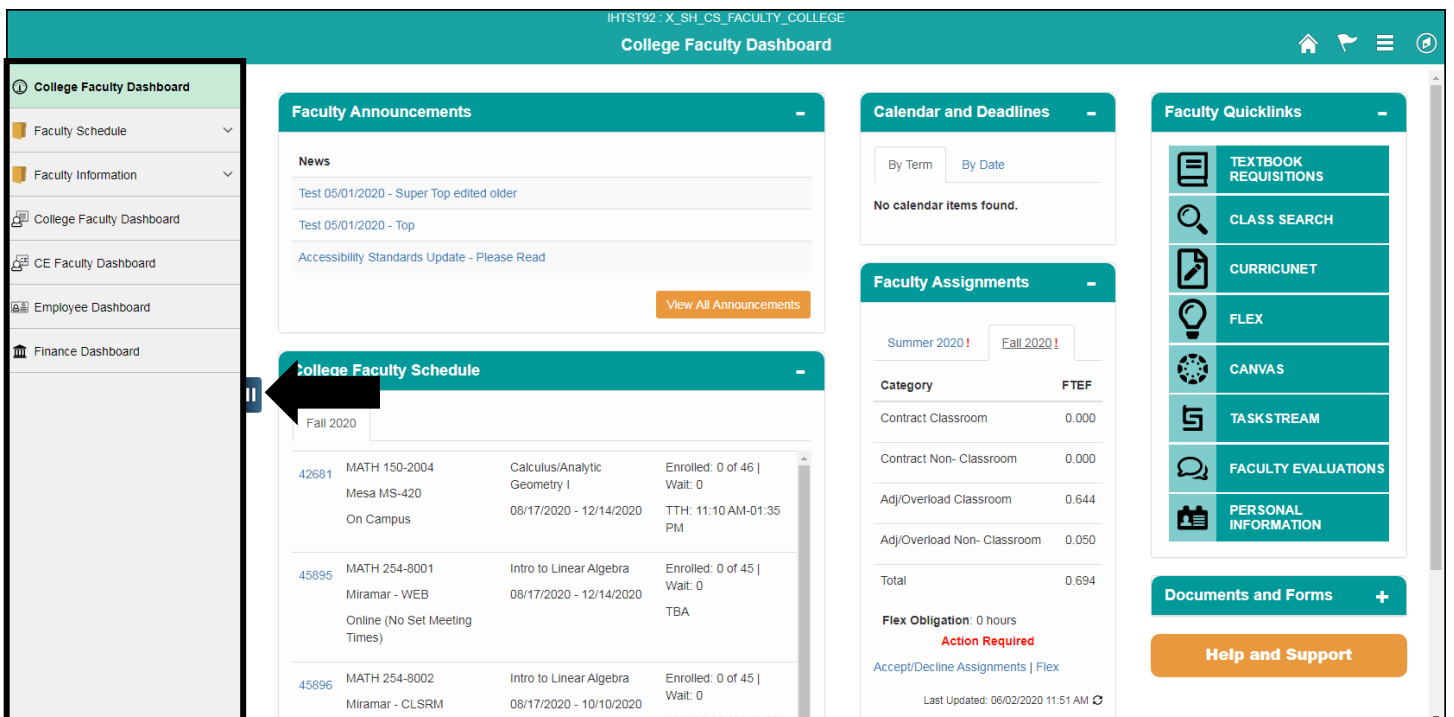 IHTST92 : X_SH_CS_FACULTY_COLLEGE
College Faculty Dashboard
College Faculty Dashboard
Faculty Schedule
Faculty Information
College Faculty Dashboard
CE Faculty Dashboard
Employee Dashboard
Finance Dashboard
Faculty Announcements
News
Test 05/01/2020 - Super Top edited older
Test 05/01/2020 - Top
Accessibility Standards Update - Please Read
View All Announcements
College Faculty Schedule
Fall 2020
42681
MATH 150-2004
Mesa MS-420
On Campus
Calculus/Analytic
Geometry I
08/17/2020 - 12/14/2020
Enrolled: 0 of 46 |
Wait: 0
TTH: 11:10 AM-01:35
PM
45895
MATH 254-8001
Miramar - WEB
Online (No Set Meeting
Times)
Intro to Linear Algebra
08/17/2020 - 12/14/2020
Enrolled: 0 of 45 |
Wait: 0
TBA
45896
MATH 254-8002
Miramar - CLSRM
Intro to Linear Algebra
08/17/2020 - 10/10/2020
Enrolled: 0 of 45 |
Wait: 0
Calendar and Deadlines
By Term
By Date
No calendar items found.
Faculty Assignments
Summer 2020 !
Fall 2020 !
Category FTEF
Contract Classroom 0.000
Contract Non- Classroom 0.000
Adj/Overload Classroom 0.644
Adj/Overload Non- Classroom 0.050
Total 0.694
Flex Obligation: 0 hours
Action Required
Accept/Decline Assignments | Flex
Last Updated: 06/02/2020 11:51 AM
Faculty Quicklinks
TEXTBOOK
REQUISITIONS
CLASS SEARCH
CURRICUNET
FLEX
CANVAS
TASKSTREAM
FACULTY EVALUATIONS
PERSONAL
INFORMATION
Documents and Forms
Help and Support